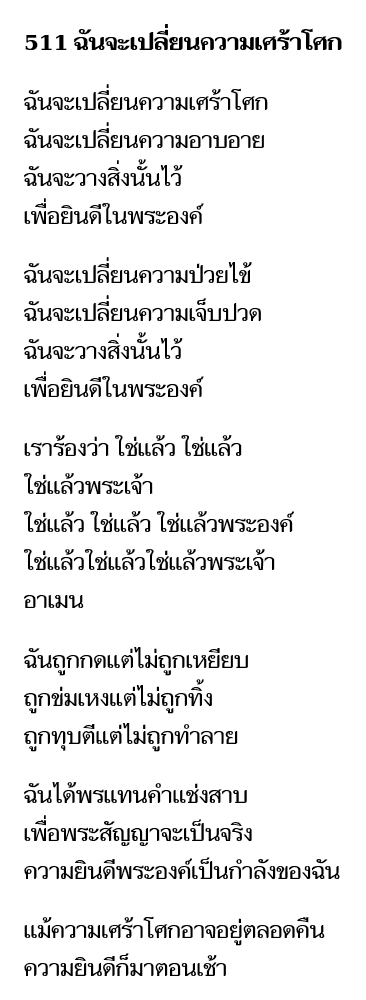 511 ฉันจะเปลี่ยนความเศร้าโศก
ฉันจะเปลี่ยนความเศร้าโศก
ฉันจะเปลี่ยนความอาบอาย
ฉันจะวางสิ่งนั้นไว้
เพื่อยินดีในพระองค์
ฉันจะเปลี่ยนความป่วยไข้
ฉันจะเปลี่ยนความเจ็บปวด
ฉันจะวางสิ่งนั้นไว้
เพื่อยินดีในพระองค์
เราร้องว่า ใช่แล้ว ใช่แล้ว
ใช่แล้วพระเจ้า
ใช่แล้ว ใช่แล้ว ใช่แล้วพระองค์
ใช่แล้วใช่แล้วใช่แล้วพระเจ้า
อาเมน
ฉันถูกกดแต่ไม่ถูกเหยียบ
ถูกข่มเหงแต่ไม่ถูกทิ้ง
ถูกทุบตีแต่ไม่ถูกทำลาย
ฉันได้พรแทนคำแช่งสาบ
เพื่อพระสัญญาจะเป็นจริง
ความยินดีพระองค์เป็นกำลังของฉัน
แม้ความเศร้าโศกอาจอยู่ตลอดคืน
ความยินดีก็มาตอนเช้า